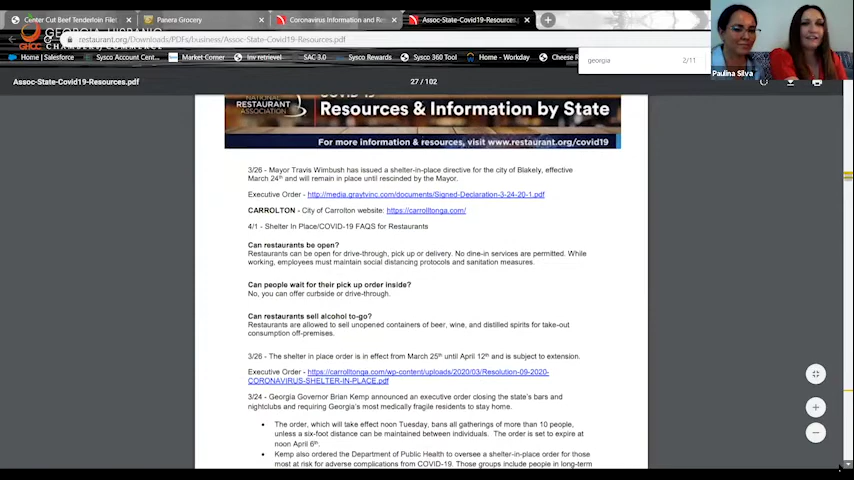 Center Cut Beef Tenderloin Filet
Panera Grocery
Coronavirus Information and Re
Assoc-State-Covid19-Resources.
GEORGIA HISPANIC
GHCC
CHAMBER OF COMMERCE
restaurant.org/Downloads/PDFs/business/Assoc-State-Covid19-Resources.pdf
Home | Salesforce
Sysco Account Cent...
Market Corner
Inv retrievel
SAC 3.0
Sysco Rewards
Sysco 360 Tool
Home - Workday
Cheese R
georgia
2/11
Paulina Silva
Assoc-State-Covid19-Resources.pdf
27 / 102
NATIONAL
RESTAURANT
ASSOCIATION
Resources & Information by State
For more information & resources, visit www.restaurant.org/covid19
3/26 - Mayor Travis Wimbush has issued a shelter-in-place directive for the city of Blakely, effective
March 24th and will remain in place until rescinded by the Mayor.
Executive Order - http://media.graytvinc.com/documents/Signed-Declaration-3-24-20-1.pdf
CARROLTON - City of Carrolton website: https://carrolltonga.com/
4/1 - Shelter In Place/COVID-19 FAQS for Restaurants
Can restaurants be open?
Restaurants can be open for drive-through, pick up or delivery. No dine-in services are permitted. While
working, employees must maintain social distancing protocols and sanitation measures.
Can people wait for their pick up order inside?
No, you can offer curbside or drive-through.
Can restaurants sell alcohol to-go?
Restaurants are allowed to sell unopened containers of beer, wine, and distilled spirits for take-out
consumption off-premises.
3/26 - The shelter in place order is in effect from March 25th until April 12th and is subject to extension.
Executive Order - https://carrolltonga.com/wp-content/uploads/2020/03/Resolution-09-2020-
CORONAVIRUS-SHELTER-IN-PLACE.pdf
3/24 - Georgia Governor Brian Kemp announced an executive order closing the state's bars and
nightclubs and requiring Georgia's most medically fragile residents to stay home.
• The order, which will take effect noon Tuesday, bans all gatherings of more than 10 people,
unless a six-foot distance can be maintained between individuals. The order is set to expire at
noon April 6th.
• Kemp also ordered the Department of Public Health to oversee a shelter-in-place order for those
most at risk for adverse complications from COVID-19. Those groups include people in long-term